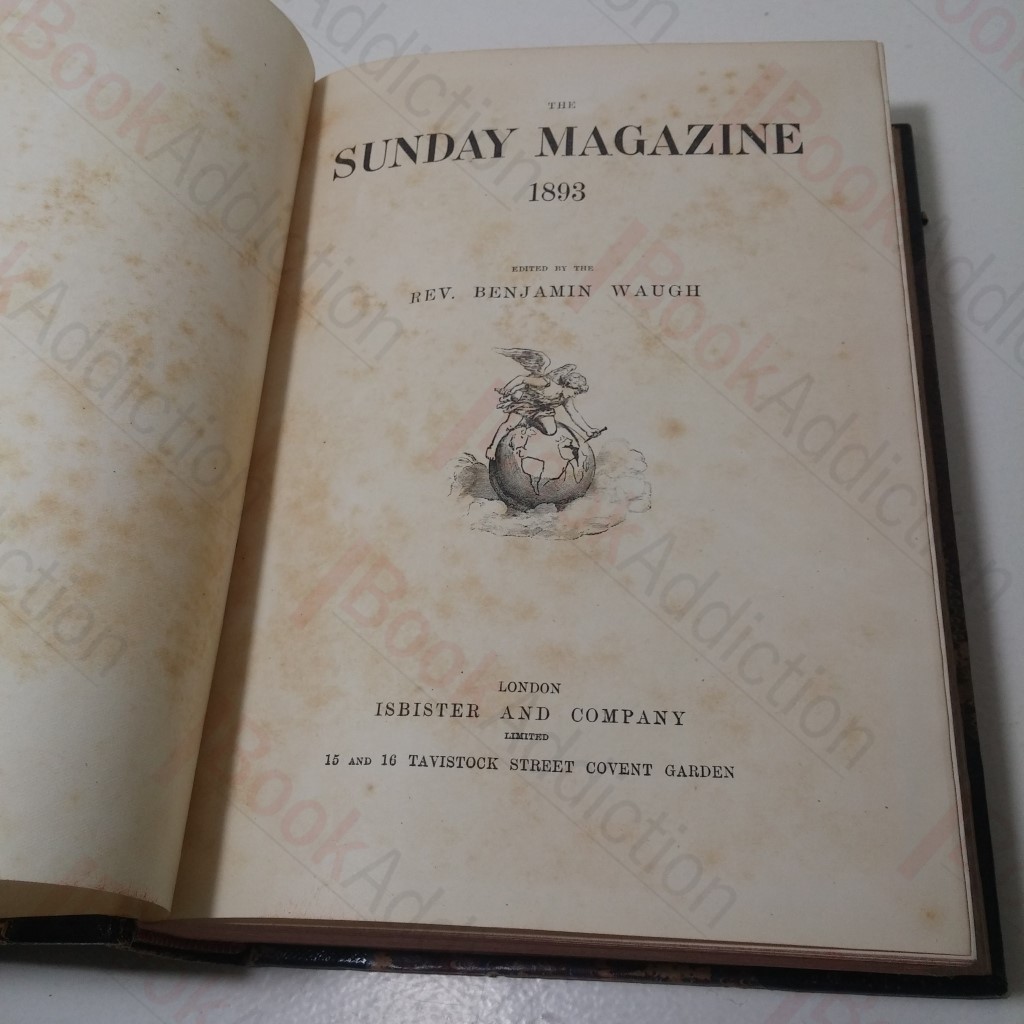 THE
SUNDAY MAGAZINE
1893
EDITED BY THE
REV. BENJAMIN WAUGH
LONDON
ISBISTER AND COMPANY
LIMITED
15 AND 16 TAVISTOCK STREET COVENT GARDEN
BookAddiction